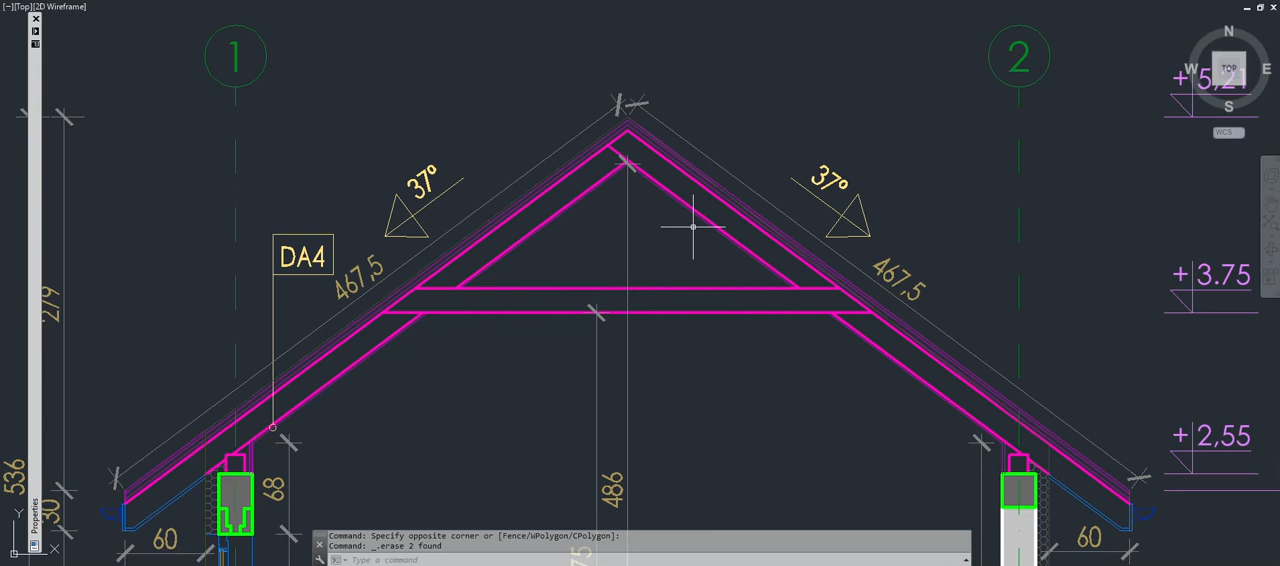 [−][Top][2D Wireframe]
1
2
N
W
TOP
E
S
WCS
+5,21
37°
37°
DA4
467,5
467,5
279
+3.75
+2,55
536
30
68
486
60
60
Properties
Y
X
Command: Specify opposite corner or [Fence/WPolygon/CPolygon]:
Command: _.erase 2 found
Type a command